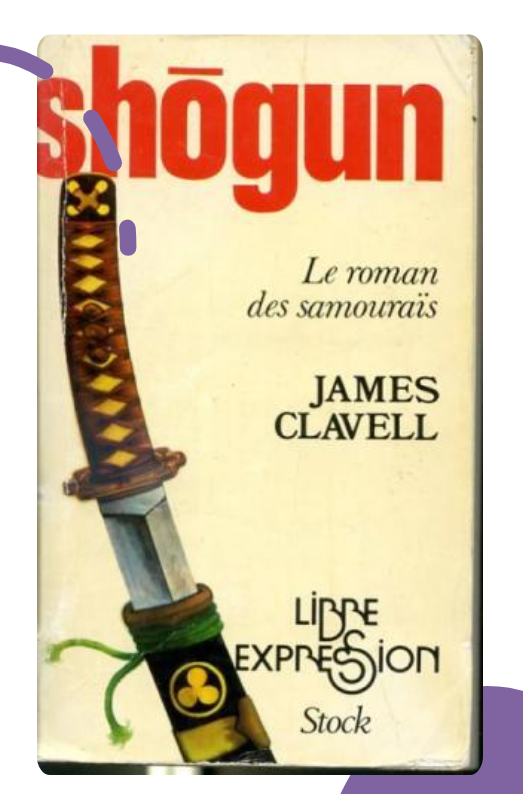 shōgun
Le roman
des samouraïs
JAMES
CLAVELL
LIBRE
EXPRESSION
Stock